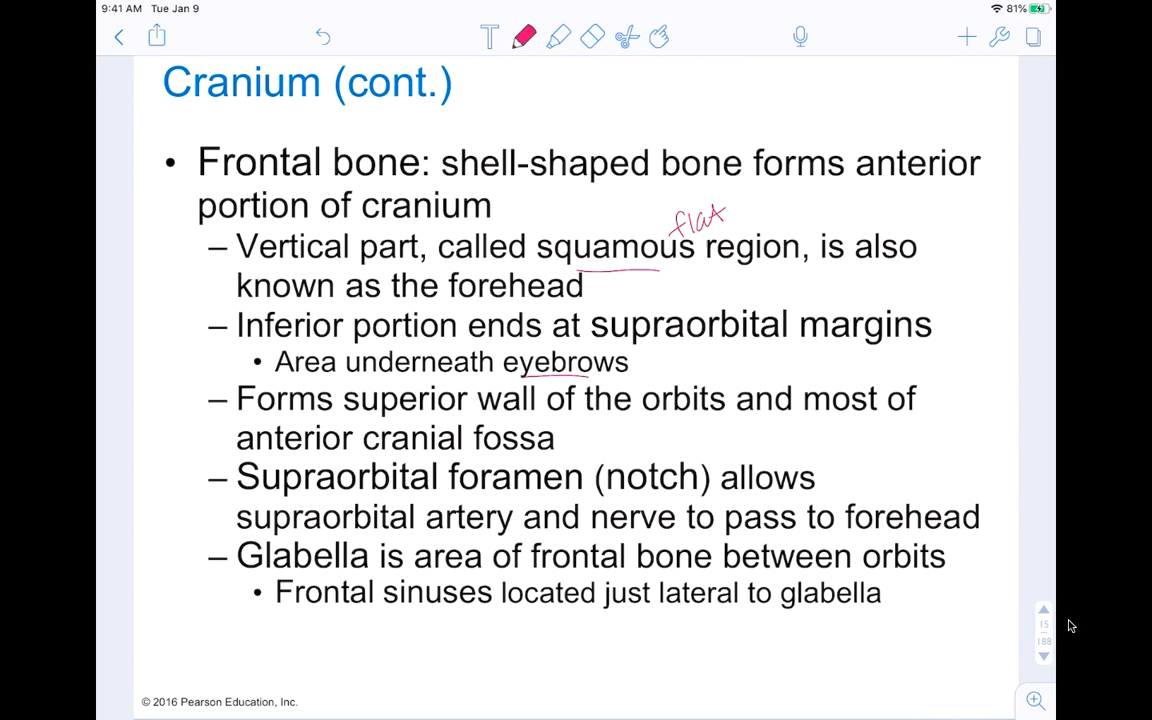 9:41 AM Tue Jan 9
81%
T
Cranium (cont.)
• Frontal bone: shell-shaped bone forms anterior
portion of cranium
flat
– Vertical part, called squamous region, is also
known as the forehead
– Inferior portion ends at supraorbital margins
• Area underneath eyebrows
– Forms superior wall of the orbits and most of
anterior cranial fossa
– Supraorbital foramen (notch) allows
supraorbital artery and nerve to pass to forehead
– Glabella is area of frontal bone between orbits
• Frontal sinuses located just lateral to glabella
15
188
© 2016 Pearson Education, Inc.